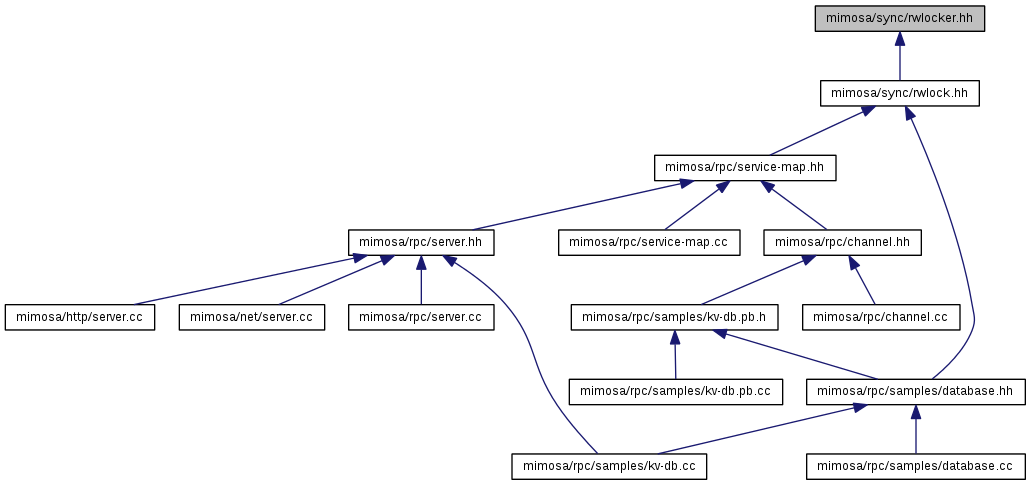 mimosa/sync/rwlocker.hh
mimosa/sync/rwlock.hh
mimosa/rpc/service-map.hh
mimosa/rpc/server.hh
mimosa/rpc/service-map.cc
mimosa/rpc/channel.hh
mimosa/http/server.cc
mimosa/net/server.cc
mimosa/rpc/server.cc
mimosa/rpc/samples/kv-db.pb.h
mimosa/rpc/channel.cc
mimosa/rpc/samples/kv-db.pb.cc
mimosa/rpc/samples/database.hh
mimosa/rpc/samples/kv-db.cc
mimosa/rpc/samples/database.cc